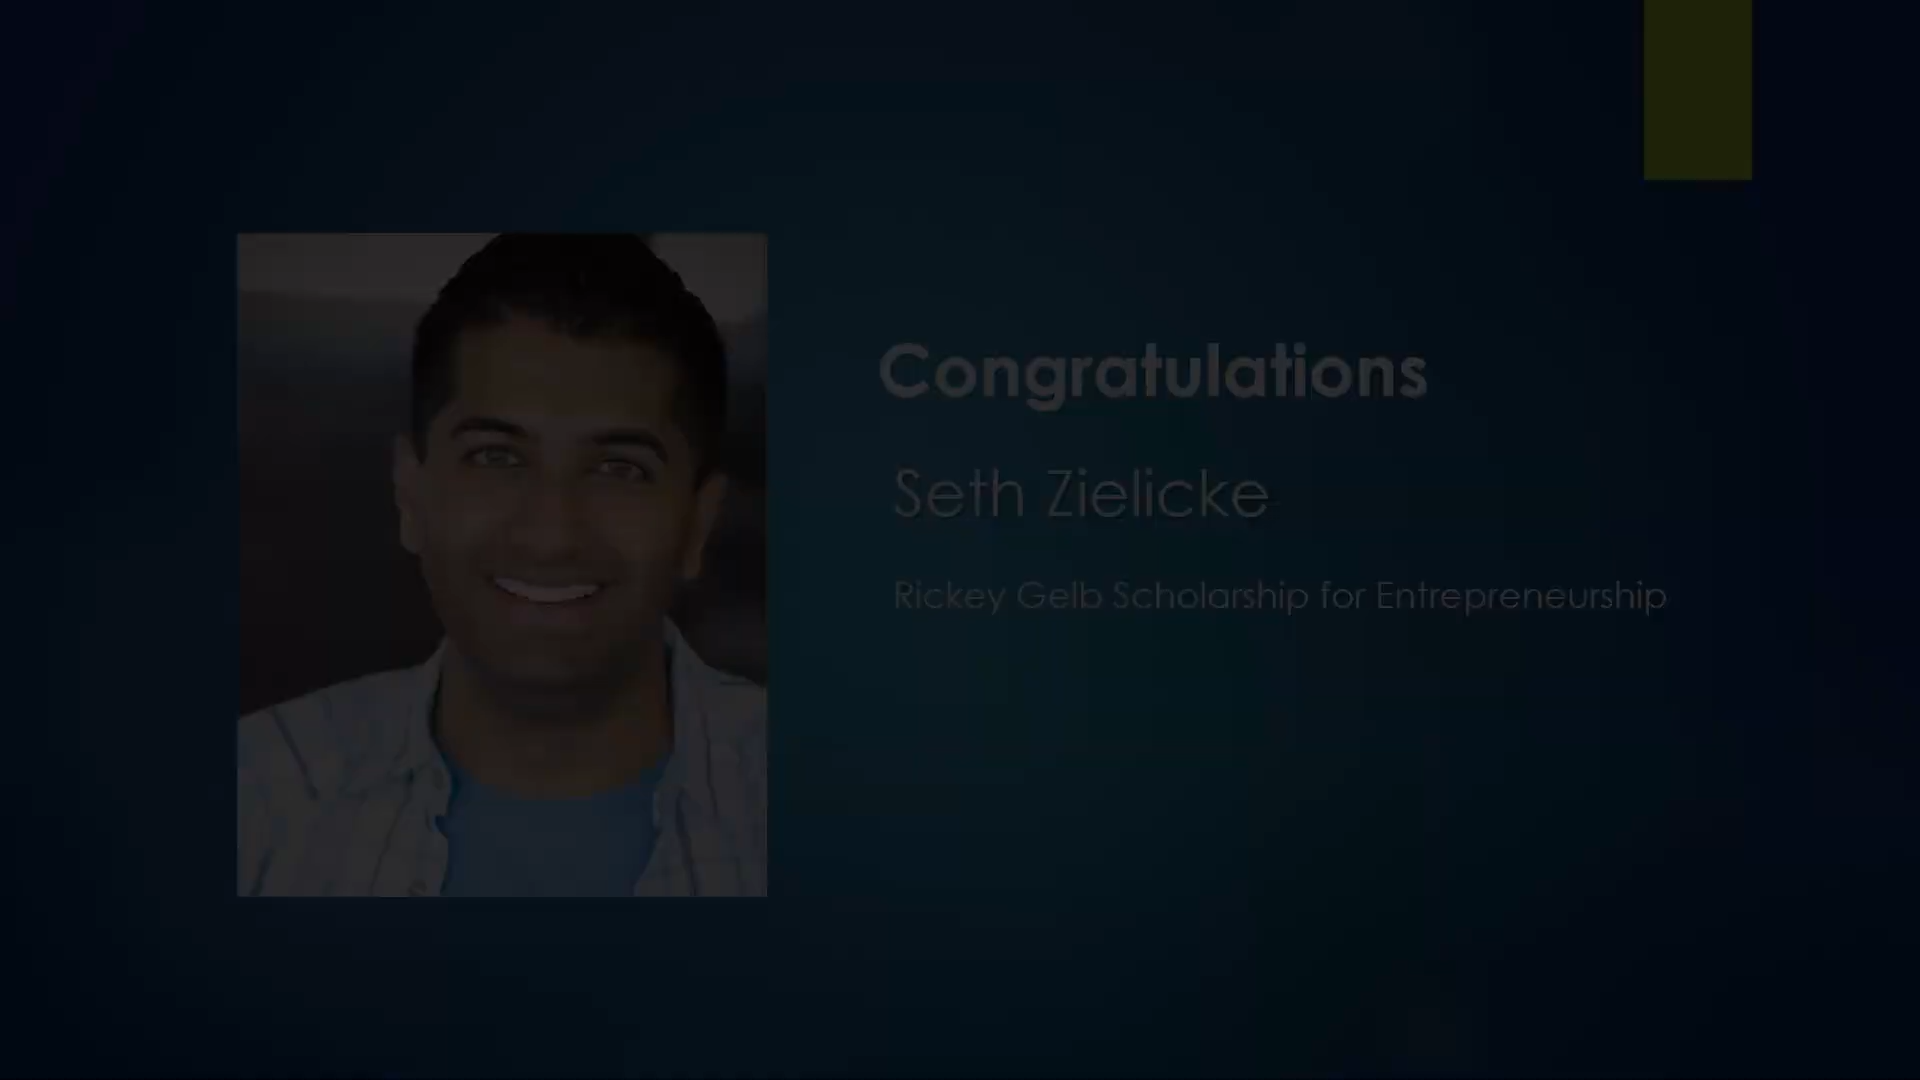 Congratulations
Seth Zielicke
Rickey Gelb Scholarship for Entrepreneurship